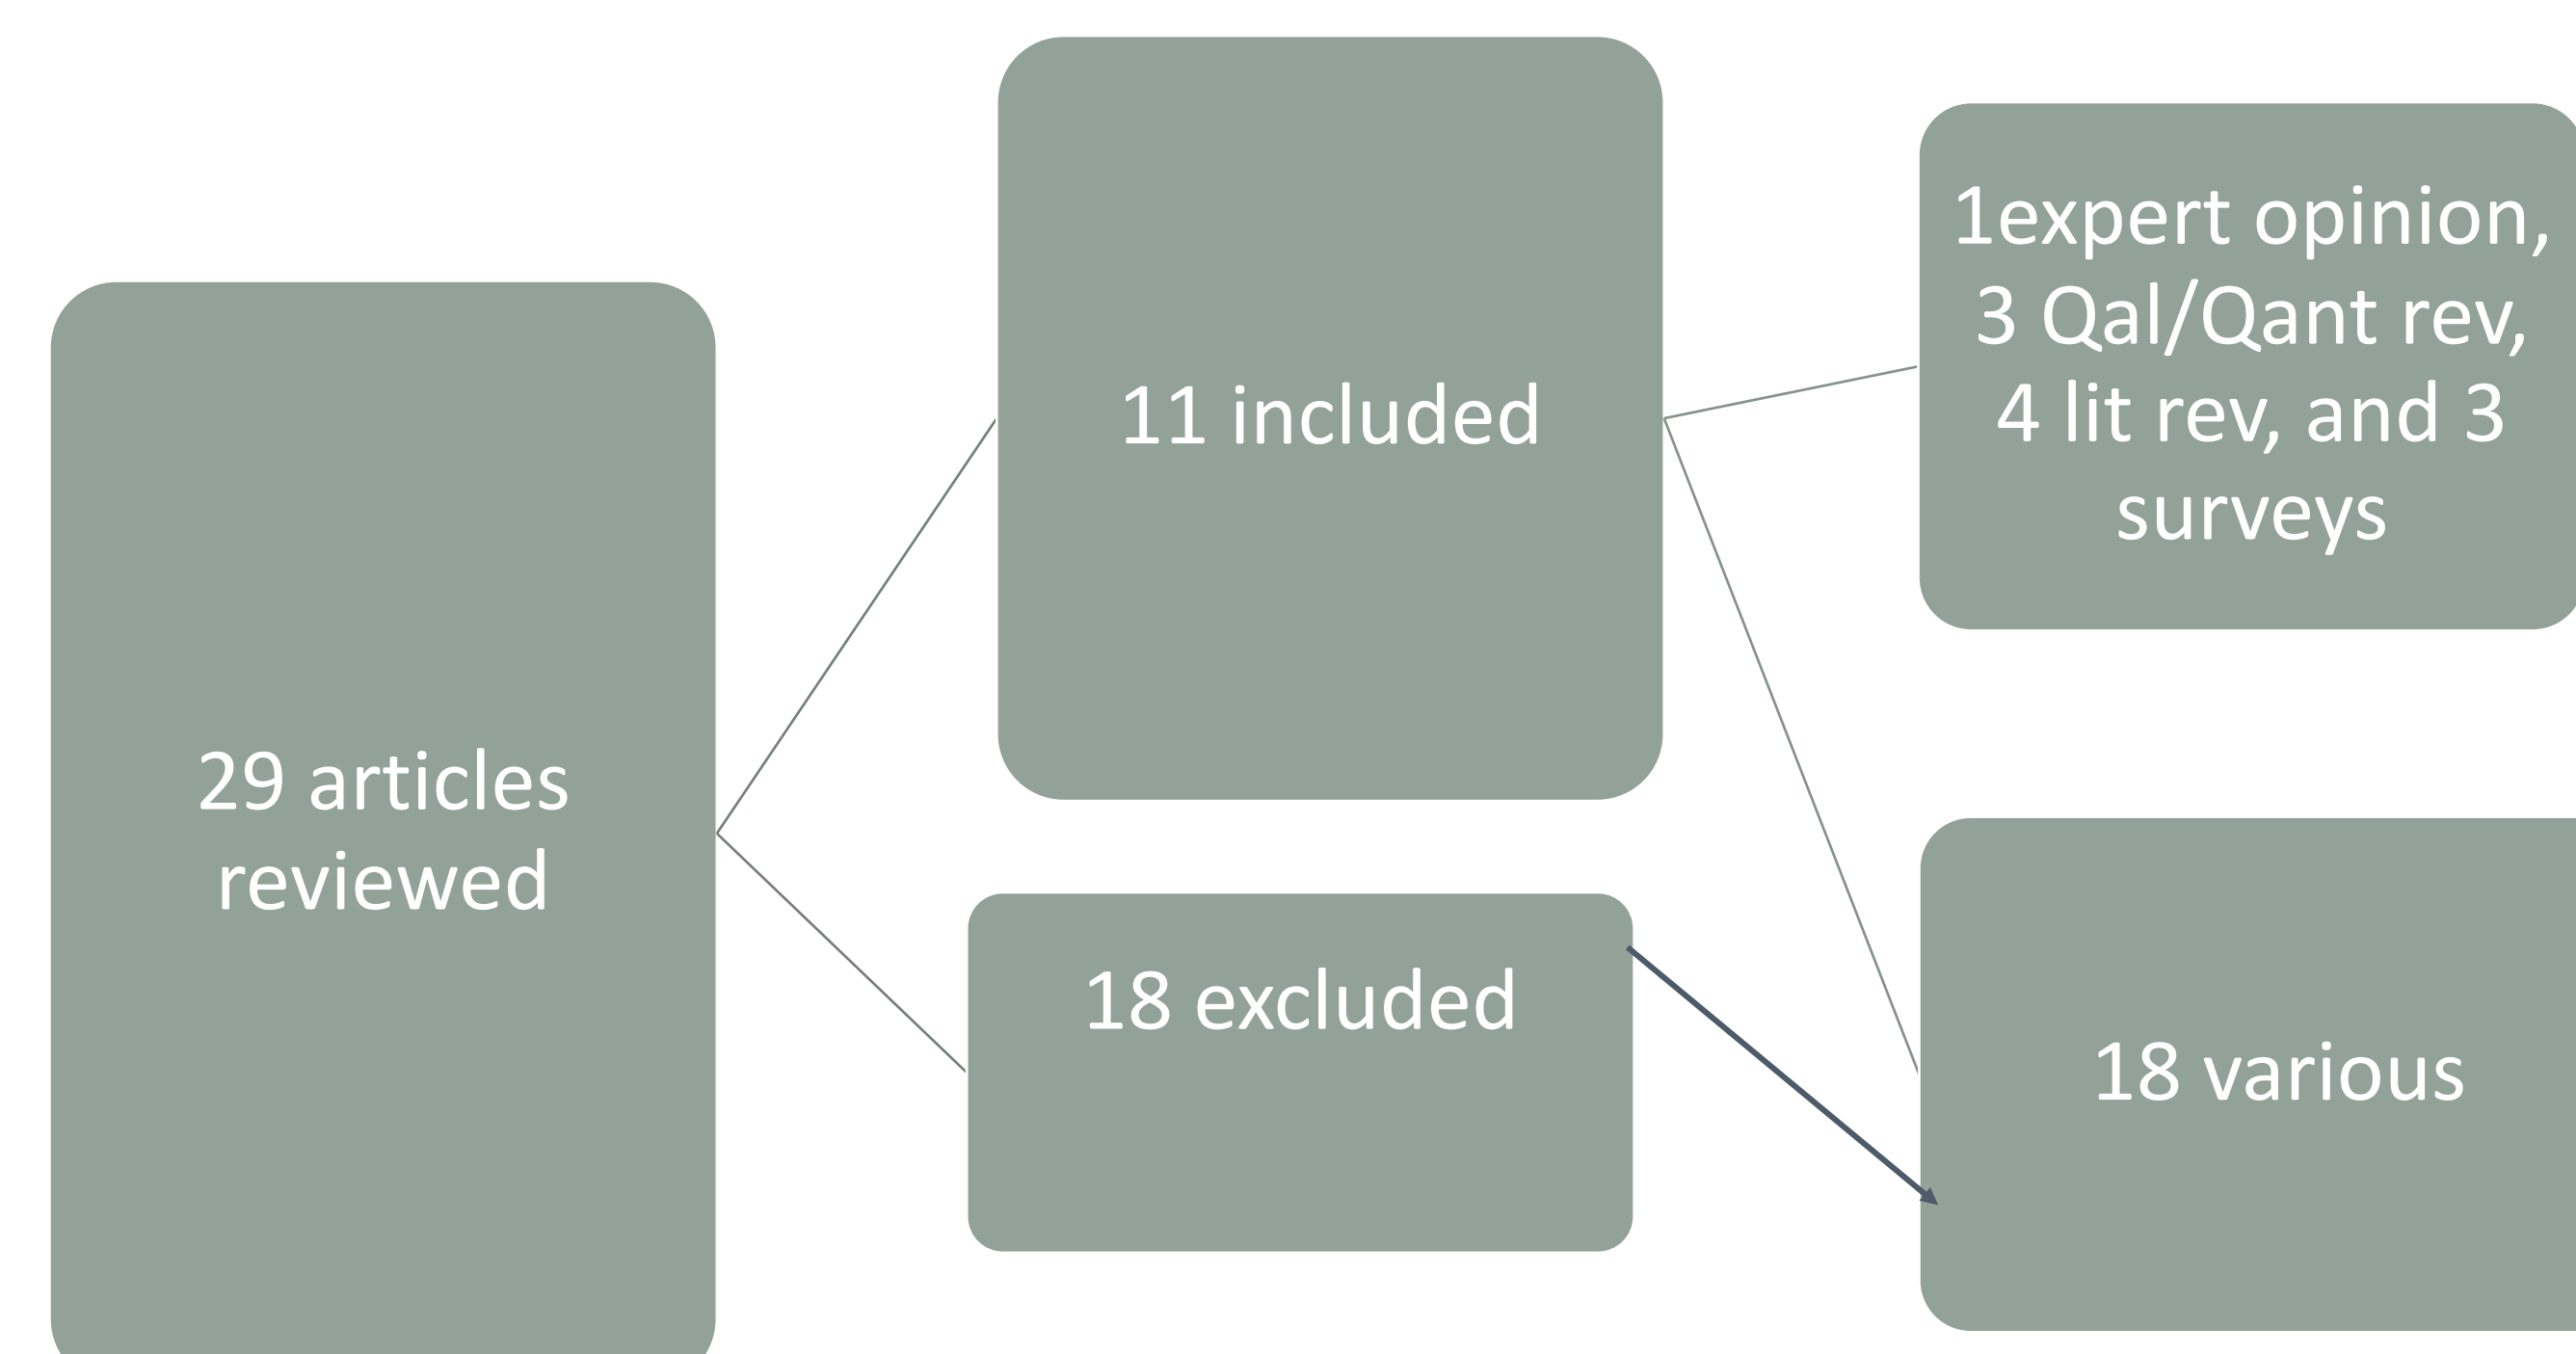 29 articles
reviewed
11 included
18 excluded
1expert opinion,
3 Qal/Qant rev,
4 lit rev, and 3
surveys
18 various